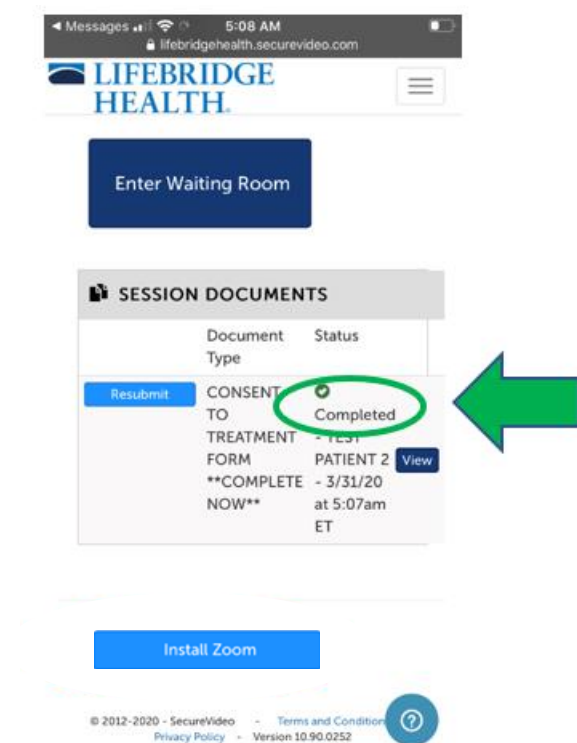 ◄ Messages 5:08 AM
lifebridgehealth.securevideo.com
LIFEBRIDGE
HEALTH.
Enter Waiting Room
SESSION DOCUMENTS
Document Status
Type
Resubmit CONSENT
TO Completed
TREATMENT - TEST
FORM PATIENT 2 View
**COMPLETE - 3/31/20
NOW** at 5:07am
ET
Install Zoom
© 2012-2020 - SecureVideo - Terms and Condition
Privacy Policy - Version 10.90.0252
?